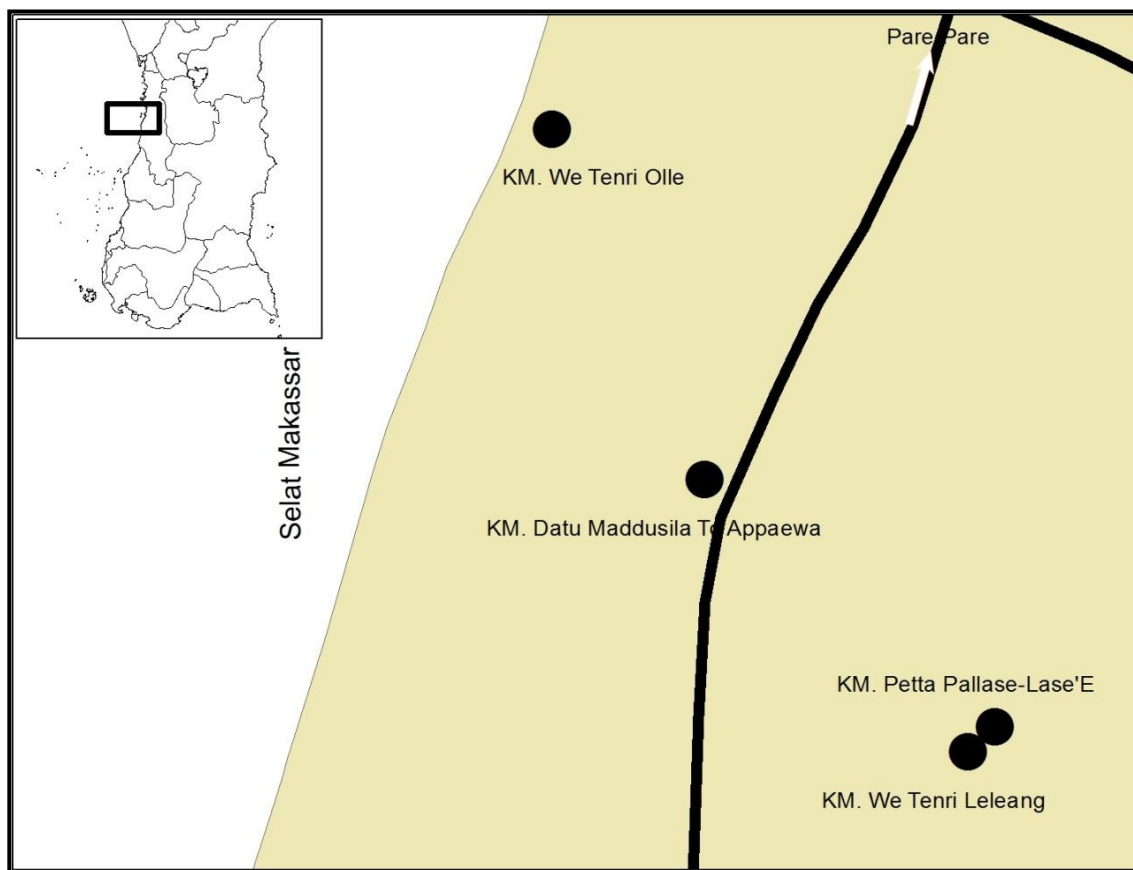 Pare Pare
KM. We Tenri Olle
Selat Makassar
KM. Datu Maddusila To Appaewa
KM. Petta Pallase-Lase'E
KM. We Tenri Leleang